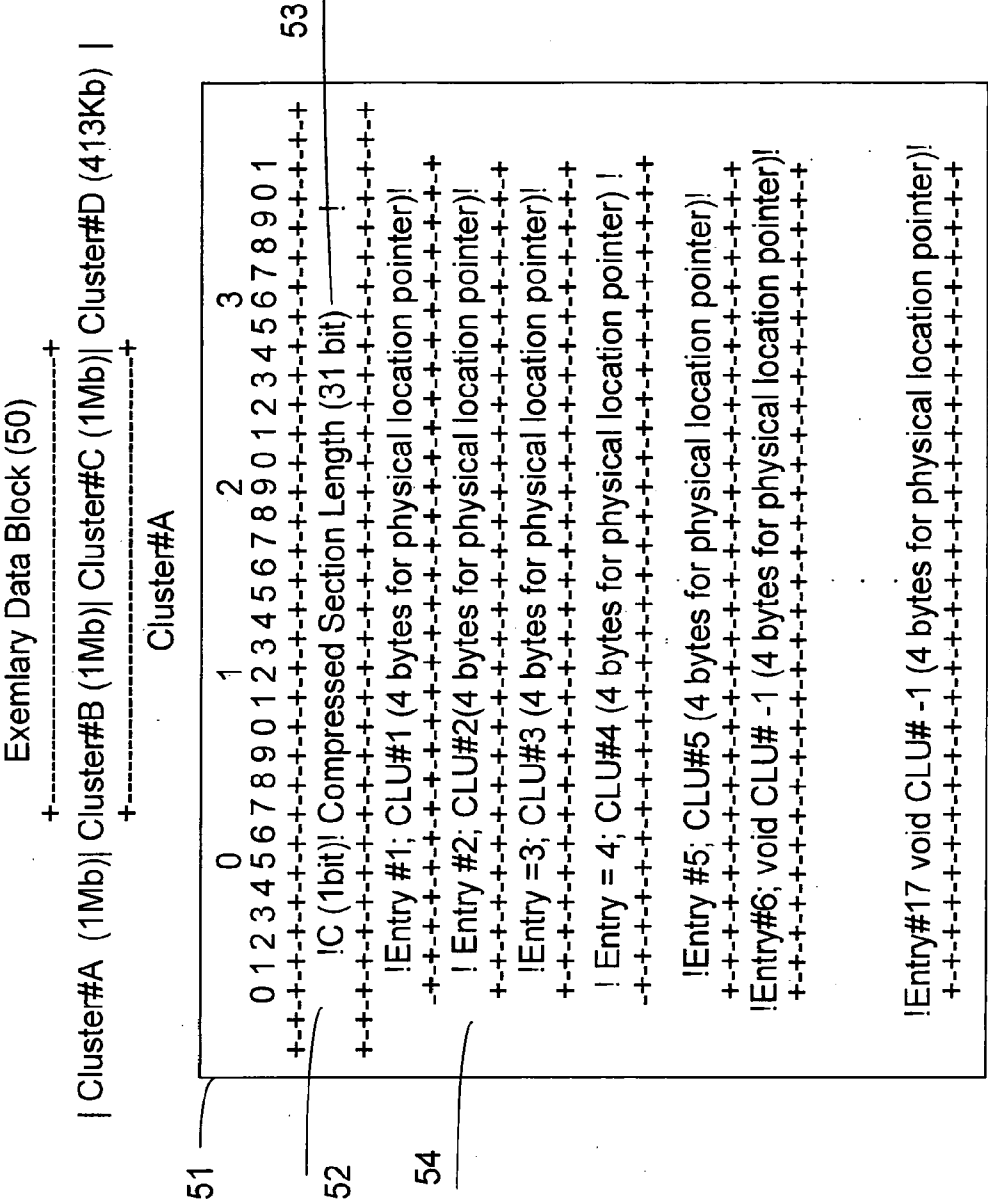 Exemlary Data Block (50)
+-----------------------------------------+
| Cluster#A (1Mb)| Cluster#B (1Mb)| Cluster#C (1Mb)| Cluster#D (413Kb) |
+-----------------------------------------+
Cluster#A
51
0 1 2 3
0 1 2 3 4 5 6 7 8 9 0 1 2 3 4 5 6 7 8 9 0 1 2 3 4 5 6 7 8 9 0 1
+-+-+-+-+-+-+-+-+-+-+-+-+-+-+-+-+-+-+-+-+-+-+-+-+-+-+-+-+-+-+-+-+
52
!C (1bit)! Compressed Section Length (31 bit) !
53
+-+-+-+-+-+-+-+-+-+-+-+-+-+-+-+-+-+-+-+-+-+-+-+-+-+-+-+-+-+-+-+-+
!Entry #1; CLU#1 (4 bytes for physical location pointer)!
-+-+-+-+-+-+-+-+-+-+-+-+-+-+-+-+-+-+-+-+-+-+-+-+-+-+-+-+
54
! Entry #2; CLU#2(4 bytes for physical location pointer)!
+-+-+-+-+-+-+-+-+-+-+-+-+-+-+-+-+-+-+-+-+-+-+-+-+-+-+-+
!Entry =3; CLU#3 (4 bytes for physical location pointer)!
+-+-+-+-+-+-+-+-+-+-+-+-+-+-+-+-+-+-+-+-+-+-+-+-+-+-+-+
! Entry = 4; CLU#4 (4 bytes for physical location pointer) !
-+-+-+-+-+-+-+-+-+-+-+-+-+-+-+-+-+-+-+-+-+-+-+-+-+-+-+-+
!Entry #5; CLU#5 (4 bytes for physical location pointer)!
+-+-+-+-+-+-+-+-+-+-+-+-+-+-+-+-+-+-+-+-+-+-+-+-+-+-+-+
!Entry#6; void CLU# -1 (4 bytes for physical location pointer)!
+-+-+-+-+-+-+-+-+-+-+-+-+-+-+-+-+-+-+-+-+-+-+-+-+-+-+-+
. . .
!Entry#17 void CLU# -1 (4 bytes for physical location pointer)!
+-+-+-+-+-+-+-+-+-+-+-+-+-+-+-+-+-+-+-+-+-+-+-+-+-+-+-+